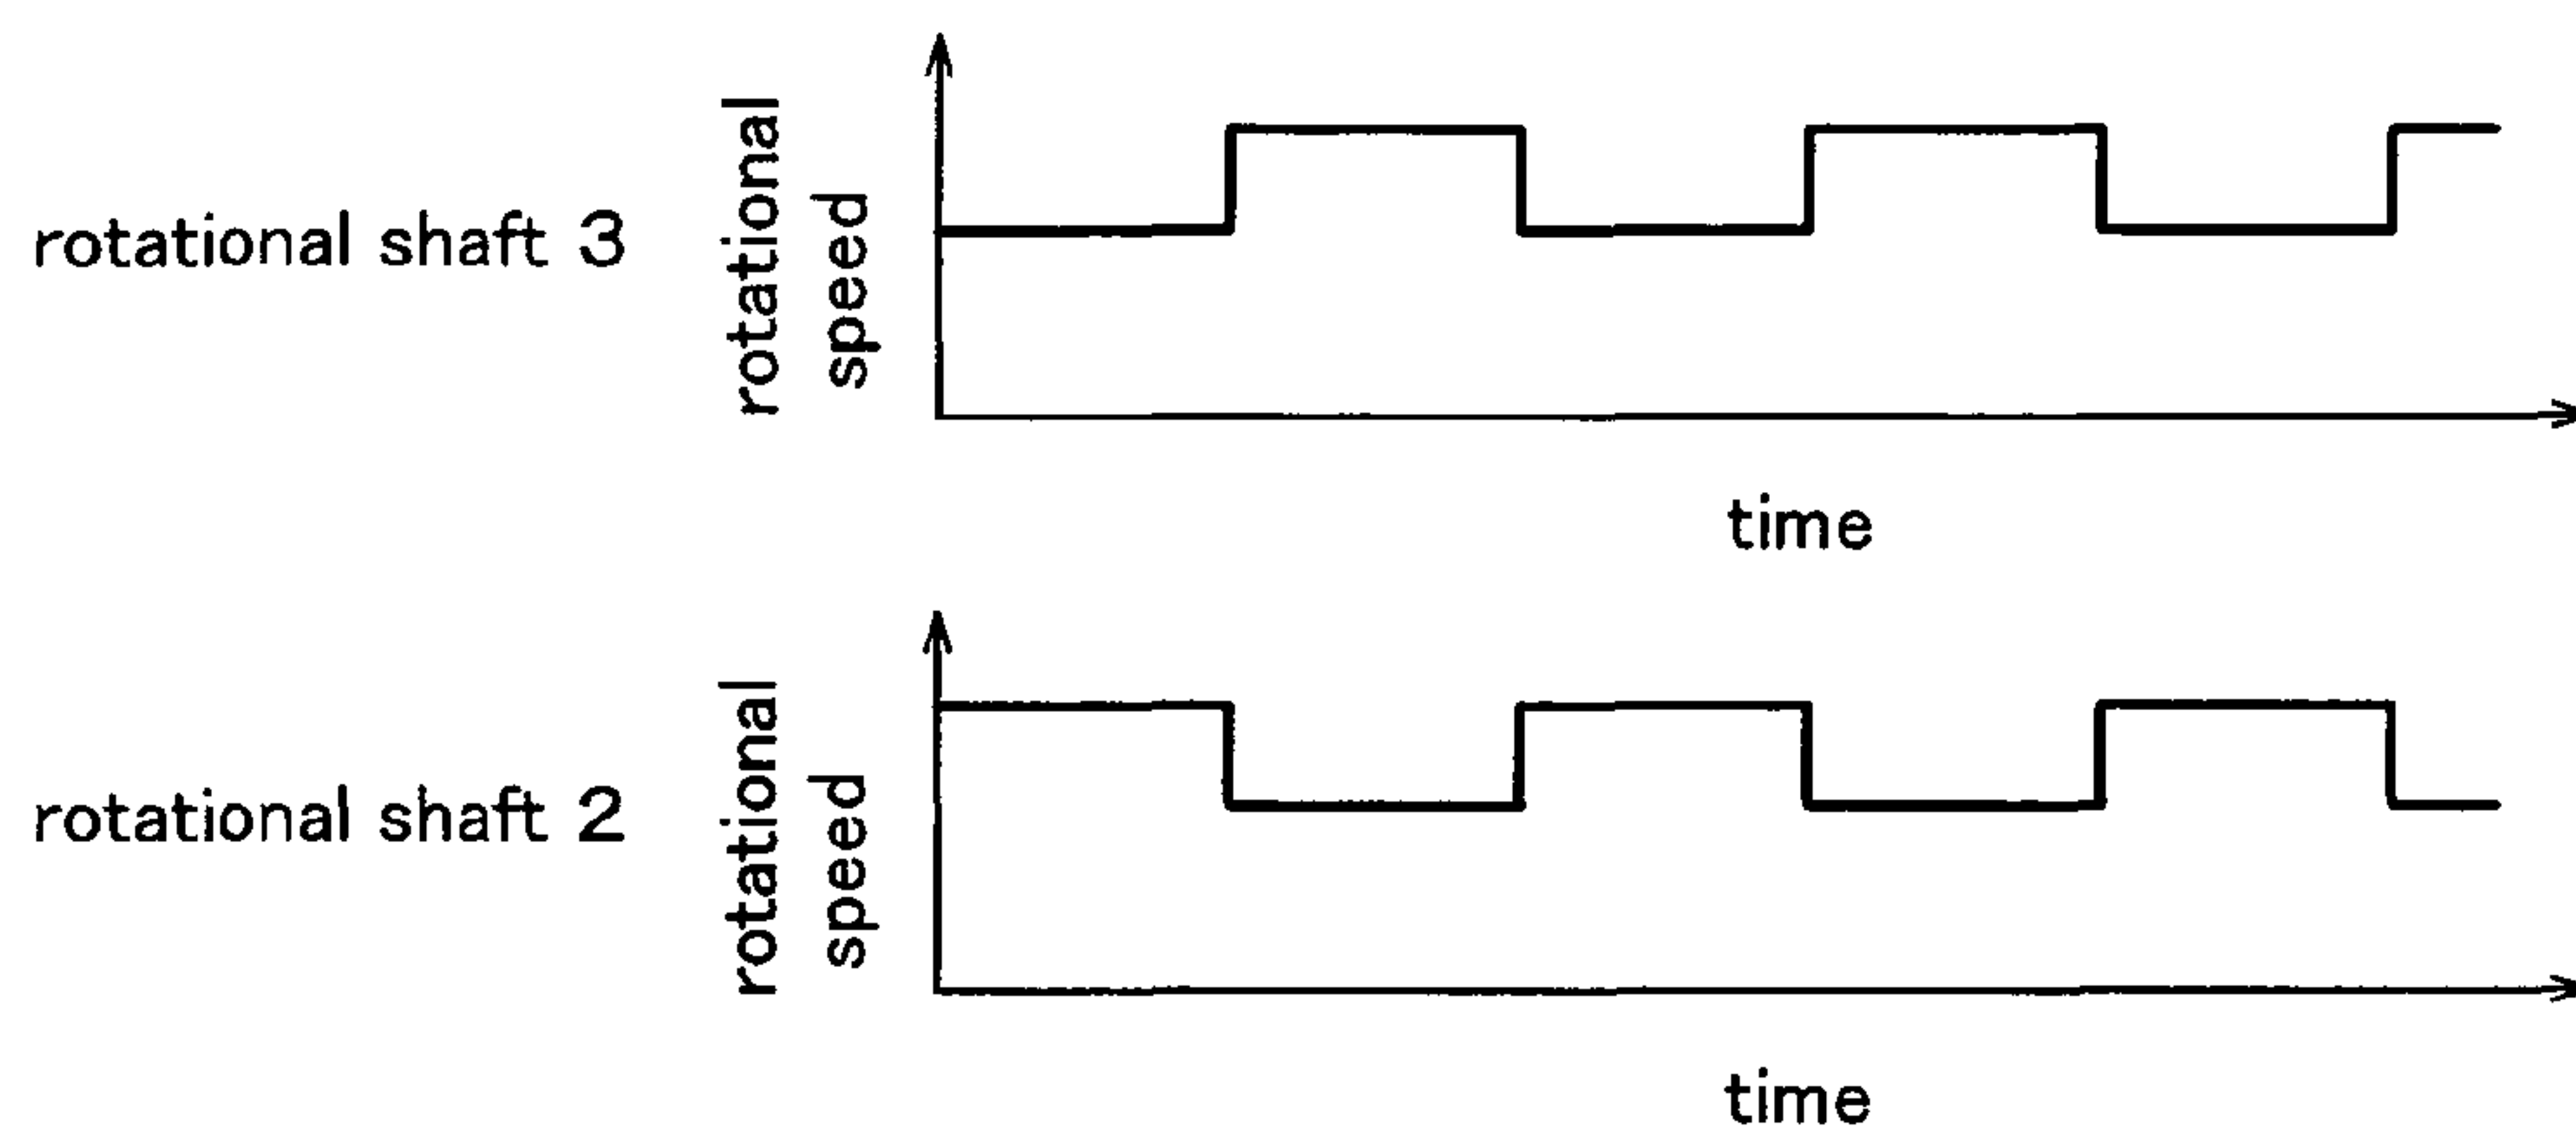 rotational shaft 3
rotational
speed
time
rotational shaft 2
rotational
speed
time